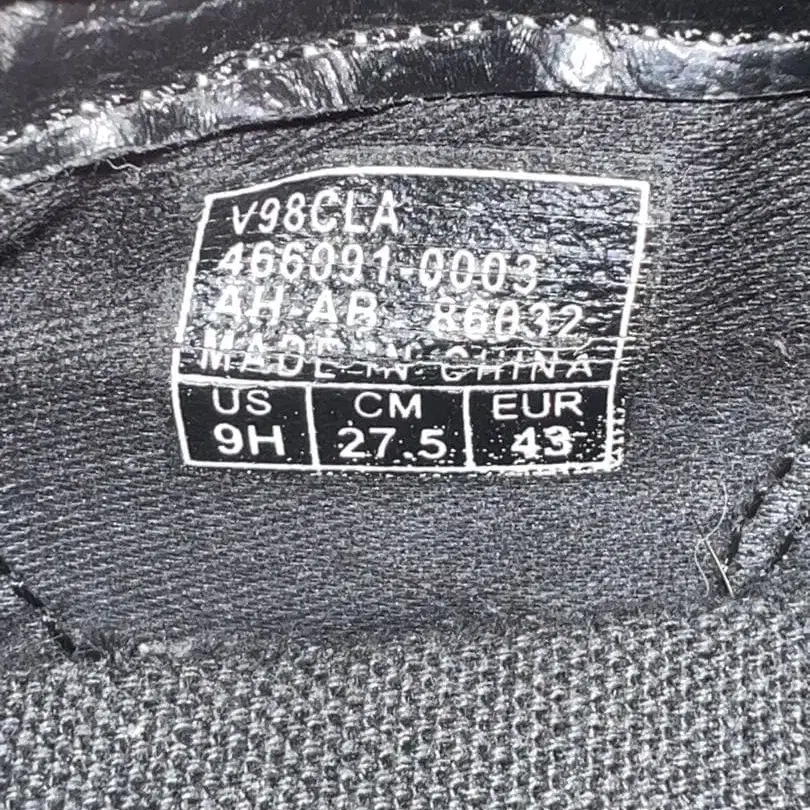 V98CLA
466091-0003
AH-AB 86032
MADE IN CHINA
US CM EUR
9H 27.5 43